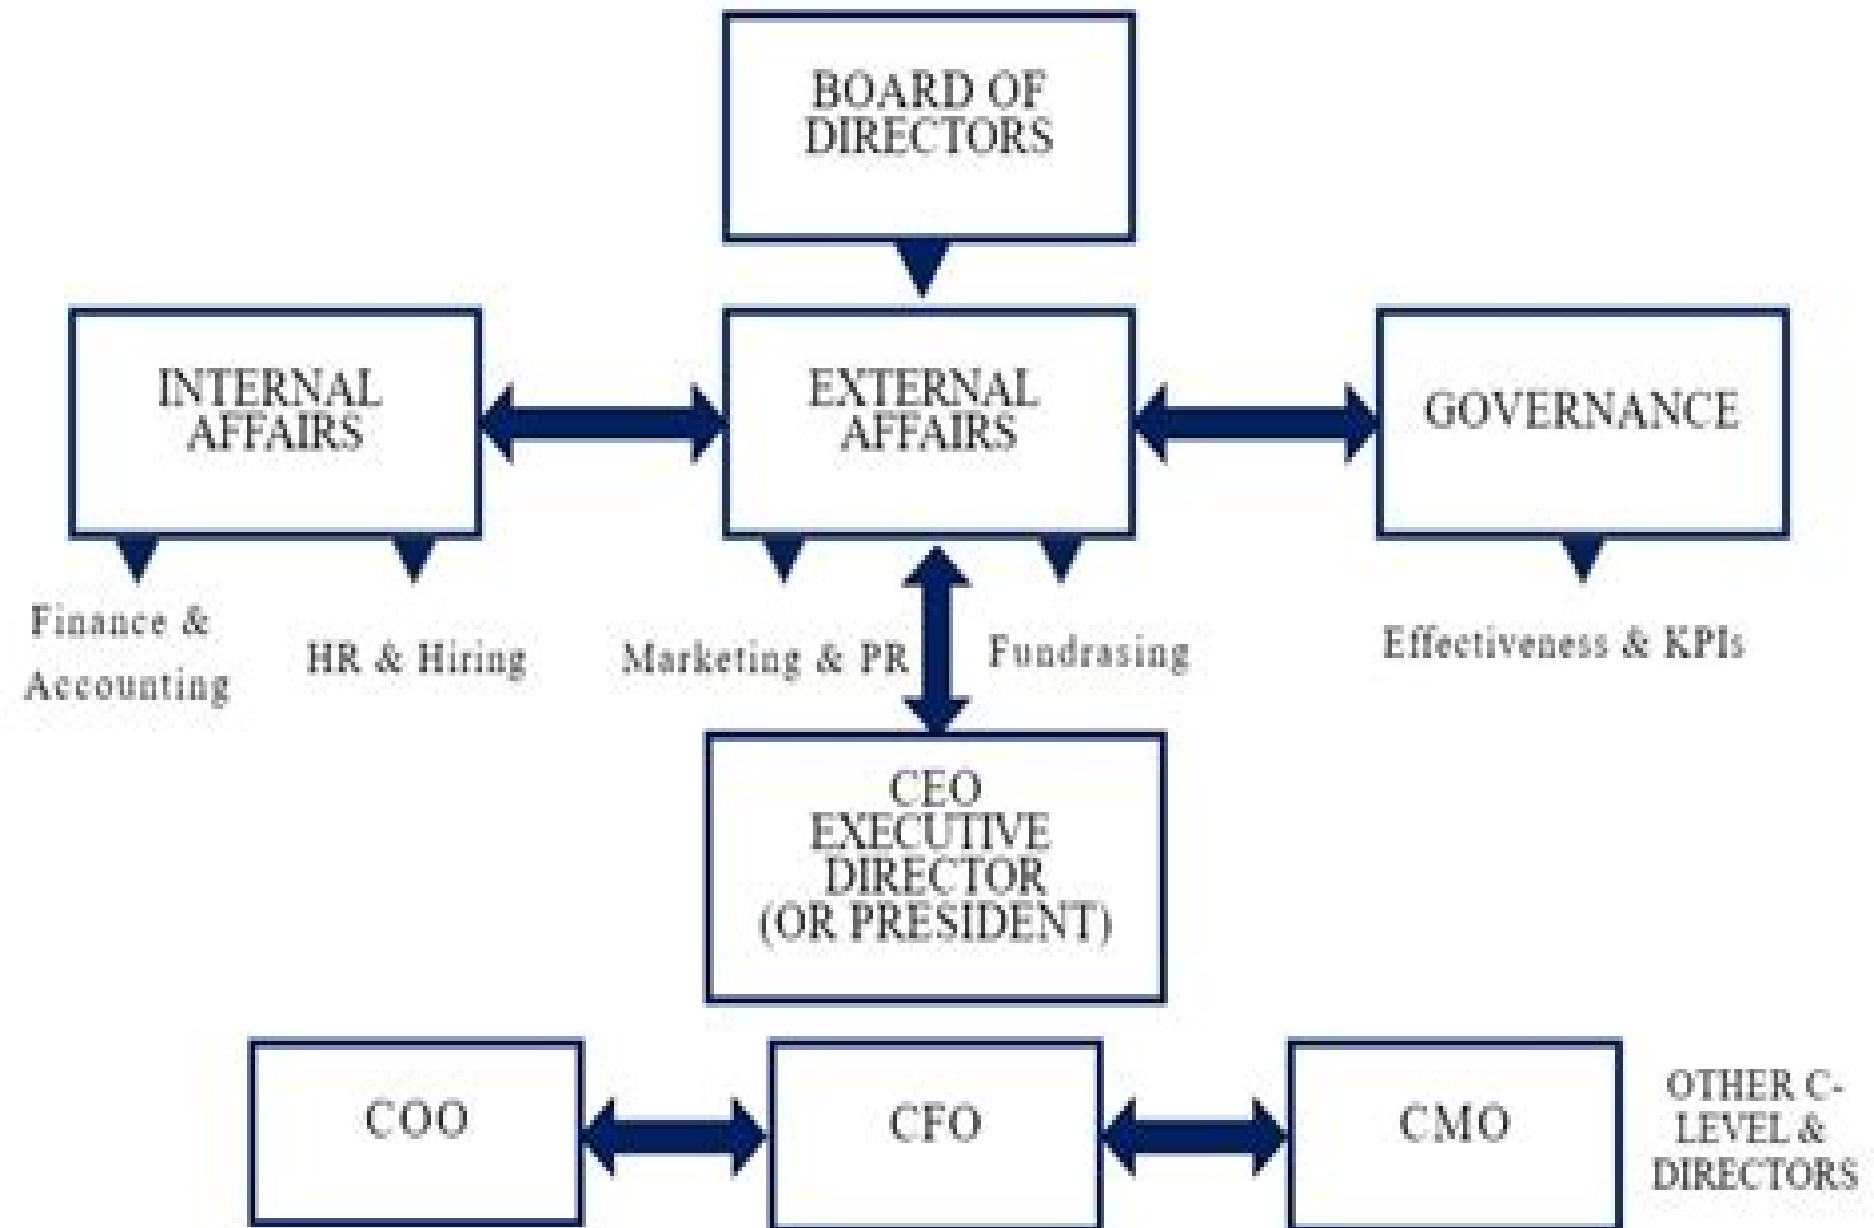 BOARD OF
DIRECTORS
INTERNAL
AFFAIRS
EXTERNAL
AFFAIRS
GOVERNANCE
Finance &
Accounting
HR & Hiring
Marketing & PR
Fundrasing
Effectiveness & KPIs
CEO
EXECUTIVE
DIRECTOR
(OR PRESIDENT)
COO
CFO
CMO
OTHER C-
LEVEL &
DIRECTORS